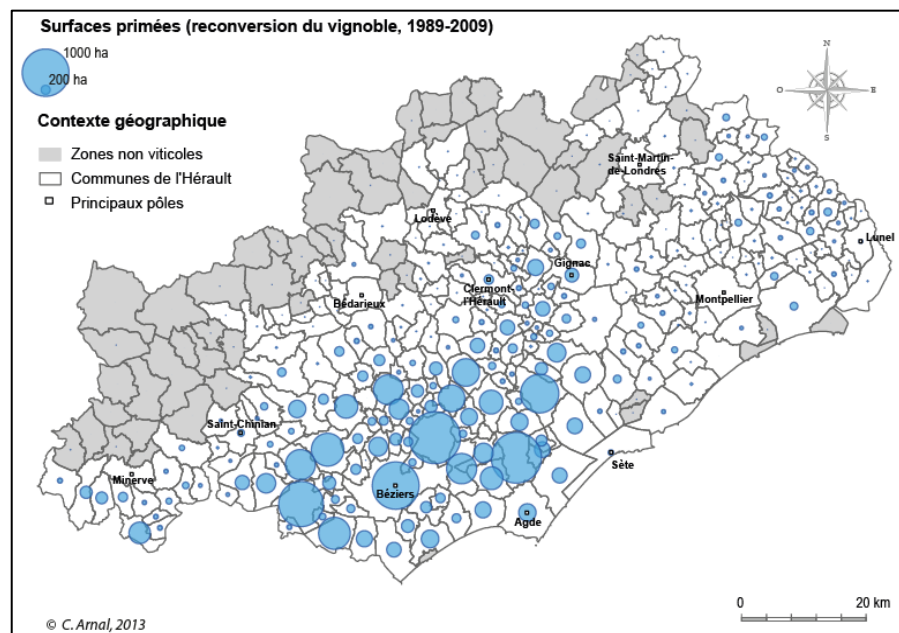 Surfaces primées (reconversion du vignoble, 1989-2009)
1000 ha
200 ha
Contexte géographique
Zones non viticoles
Communes de l'Hérault
Principaux pôles
N
O
E
S
Saint-Martin-
de-Londres
Lodève
Lunel
Gignac
Clermont-
l'Hérault
Montpellier
Bédarieux
Saint-Chinian
Sète
Minerve
Béziers
Agde
0
20 km
© C. Arnal, 2013